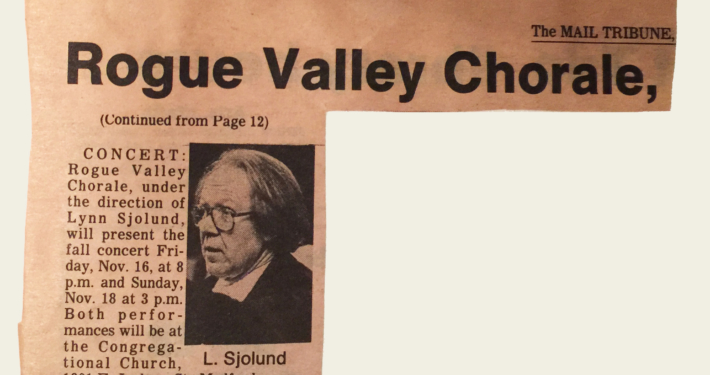 The MAIL TRIBUNE,
Rogue Valley Chorale,
(Continued from Page 12)
CONCERT:
Rogue Valley
Chorale, under
the direction of
Lynn Sjolund,
will present the
fall concert Fri-
day, Nov. 16, at 8
p.m. and Sunday,
Nov. 18 at 3 p.m.
Both perfor-
mances will be at
the Congrega-
tional Church,
L. Sjolund